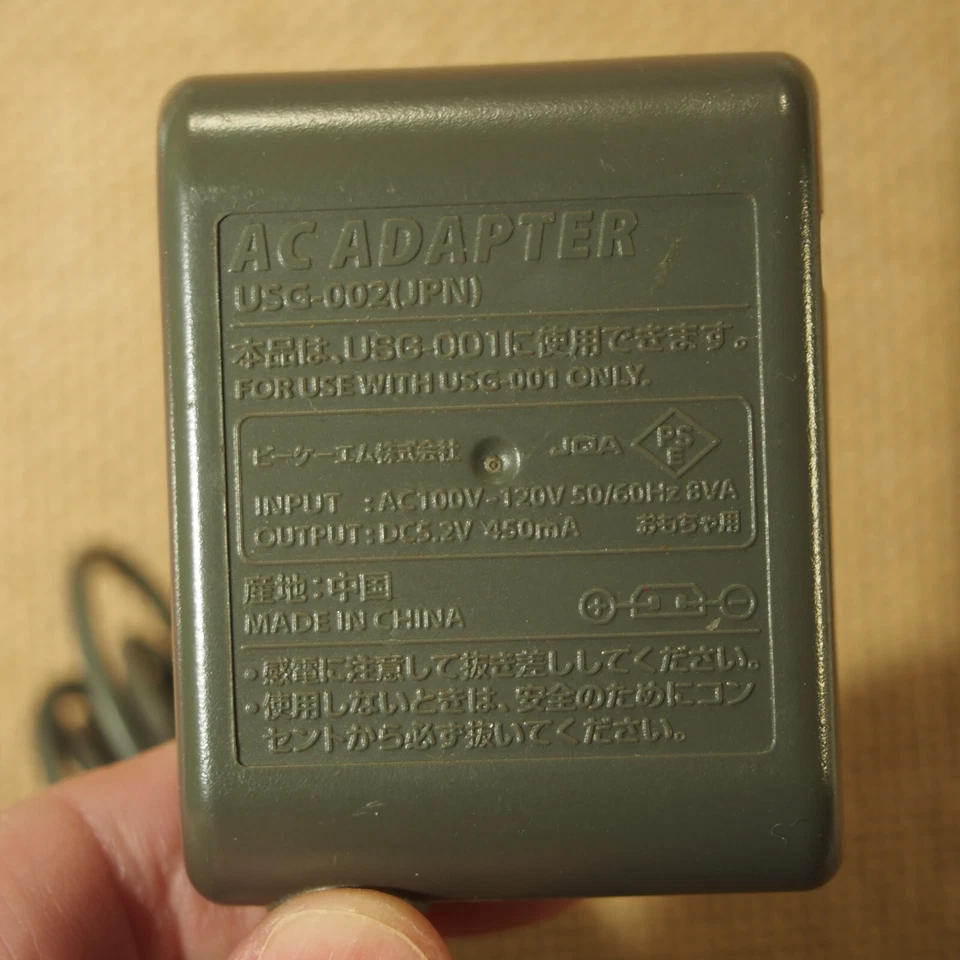 AC ADAPTER
USG-002(JPN)
本品は、USG-001に使用できます。
FOR USE WITH USG-001 ONLY.
ピーケーエム株式会社
JQA
PS
E
INPUT : AC100V-120V 50/60Hz 8VA
OUTPUT : DC5.2V 450mA おもちゃ用
産地:中国
MADE IN CHINA
・感電に注意して抜き差ししてください。
・使用しないときは、安全のためにコン
セントから必ず抜いてください。